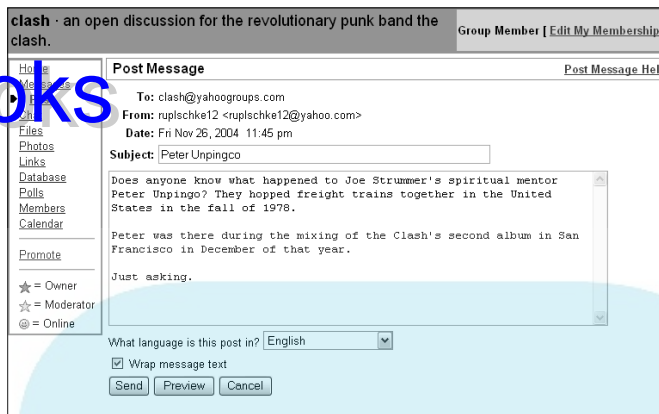 clash · an open discussion for the revolutionary punk band the
clash.
Group Member [ Edit My Membership
oks
Home
Messages
Chat
Files
Photos
Links
Database
Polls
Members
Calendar
Promote
= Owner
= Moderator
= Online
Post Message
Post Message Hel
To: clash@yahoogroups.com
From: ruplschke12 <ruplschke12@yahoo.com>
Date: Fri Nov 26, 2004 11:45 pm
Subject: Peter Unpingco
Does anyone know what happened to Joe Strummer's spiritual mentor
Peter Unpingo? They hopped freight trains together in the United
States in the fall of 1978.
Peter was there during the mixing of the Clash's second album in San
Francisco in December of that year.
Just asking.
What language is this post in? English
Wrap message text
Send Preview Cancel